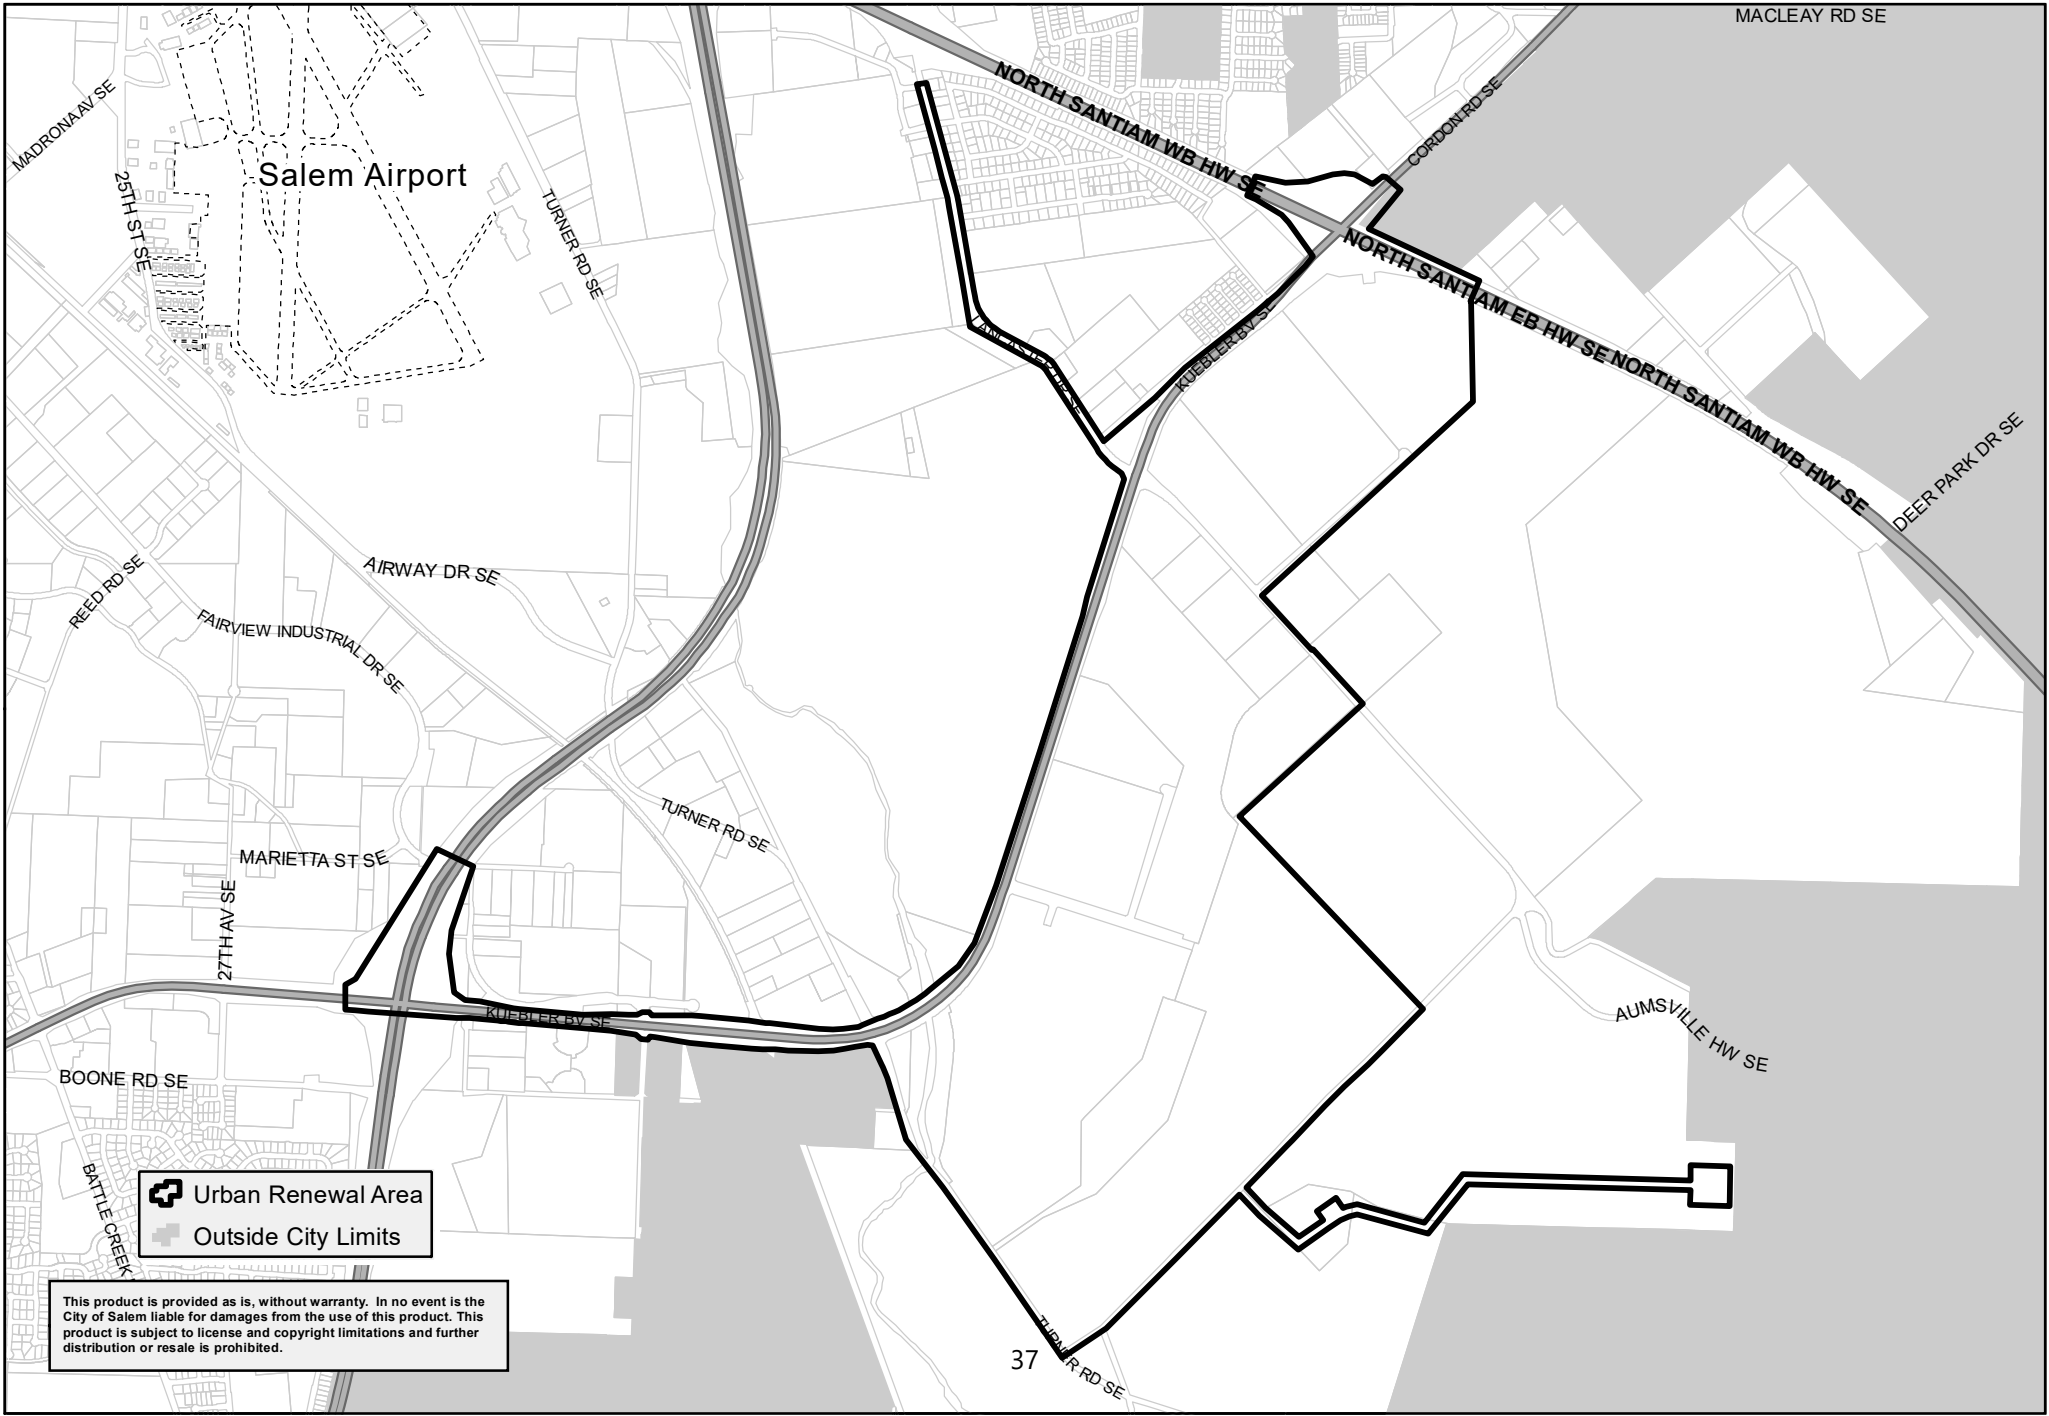 MACLEAY RD SE
NORTH SANTIAM WB HW SE
CORDON RD SE
MADRONA AV SE
Salem Airport
25TH ST SE
TURNER RD SE
NORTH SANTIAM EB HW SE
NORTH SANTIAM WB HW SE
LANCASTER DR SE
KUEBLER BV SE
DEER PARK DR SE
AIRWAY DR SE
REED RD SE
FAIRVIEW INDUSTRIAL DR SE
TURNER RD SE
MARIETTA ST SE
27TH AV SE
KUEBLER BV SE
AUMSVILLE HW SE
BOONE RD SE
BATTLE CREEK
Urban Renewal Area
Outside City Limits
This product is provided as is, without warranty. In no event is the
City of Salem liable for damages from the use of this product. This
product is subject to license and copyright limitations and further
distribution or resale is prohibited.
37
TURNER RD SE